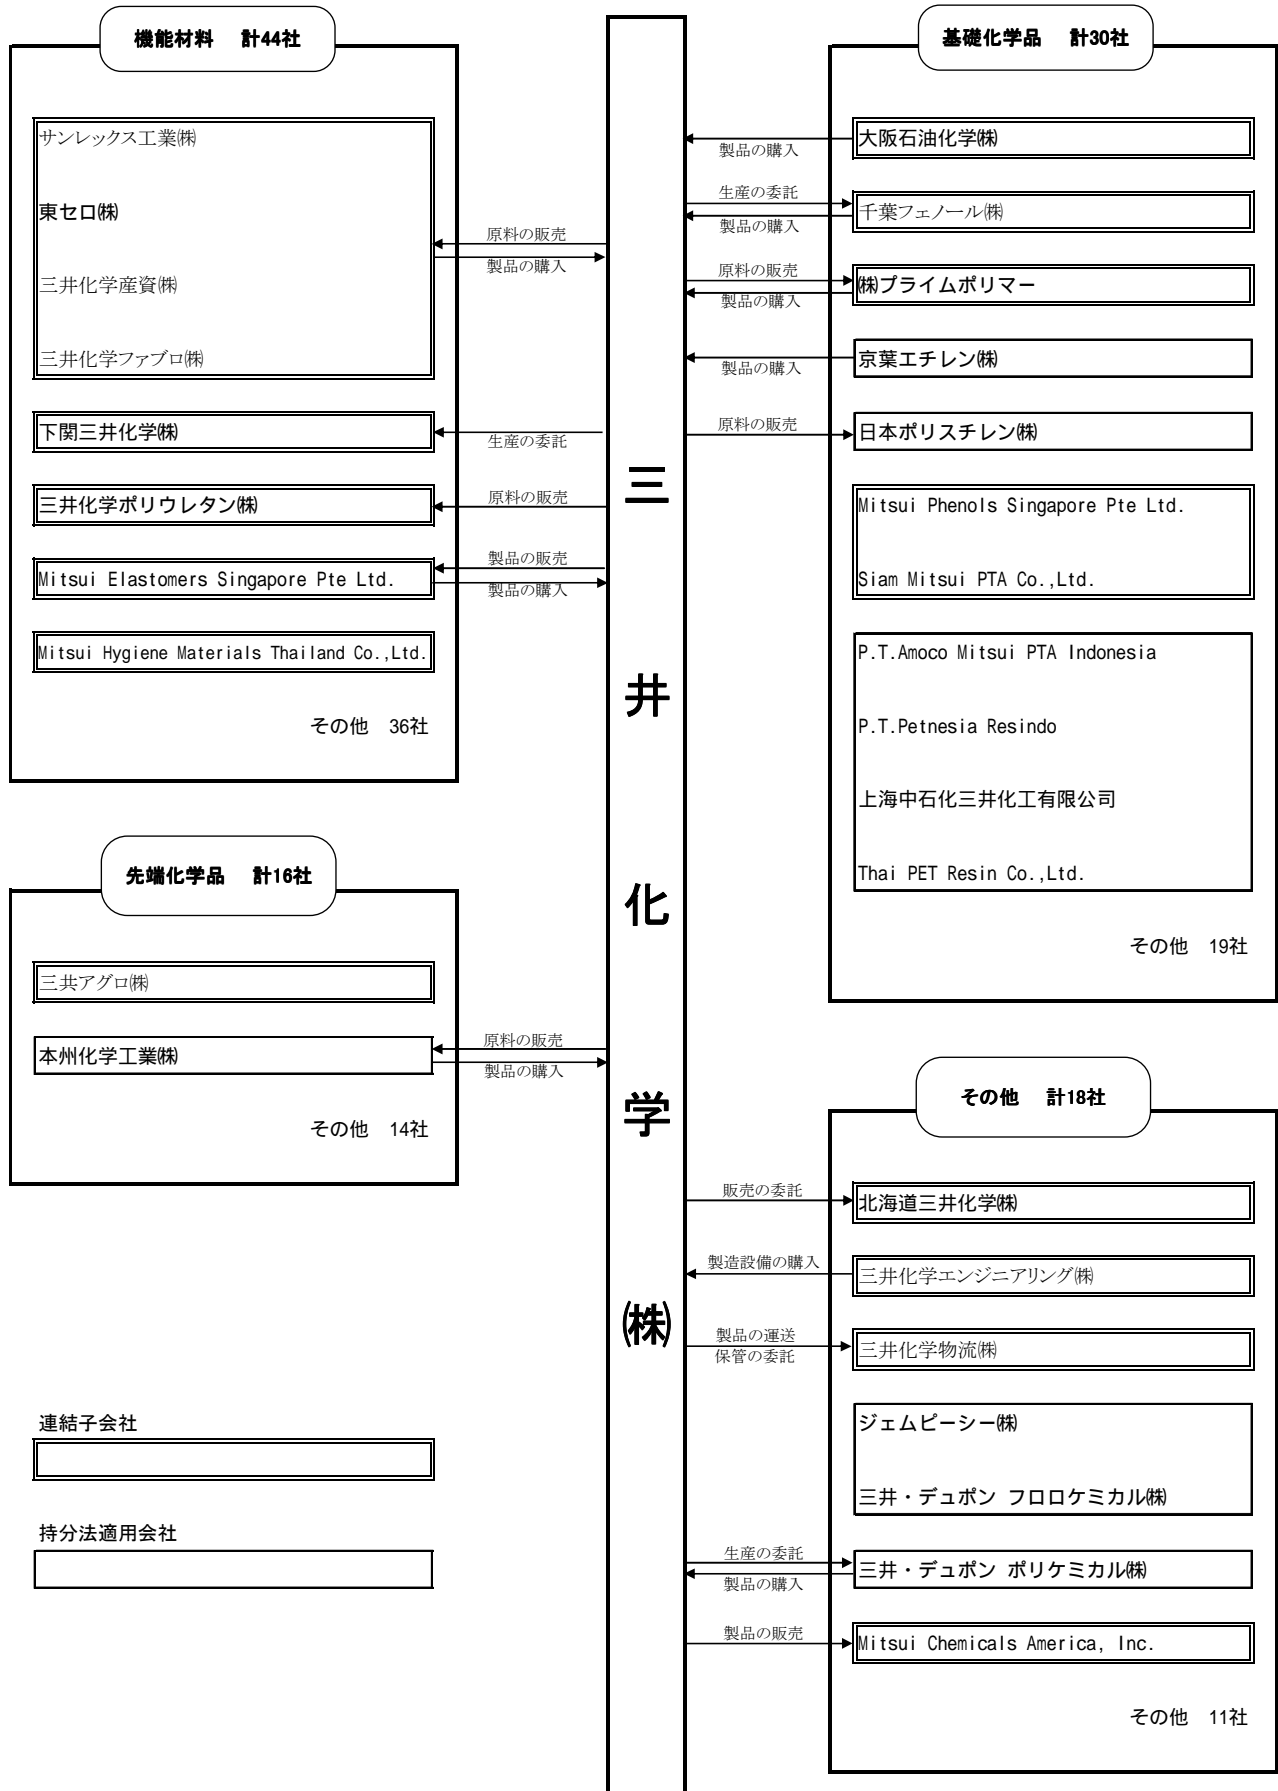 機能材料 計44社
サンレックス工業㈱
東セロ㈱
原料の販売
製品の購入
三井化学産資㈱
三井化学ファブロ㈱
下関三井化学㈱
生産の委託
三井化学ポリウレタン㈱
原料の販売
Mitsui Elastomers Singapore Pte Ltd.
製品の販売
製品の購入
Mitsui Hygiene Materials Thailand Co.,Ltd.
その他 36社
先端化学品 計16社
三共アグロ㈱
本州化学工業㈱
原料の販売
製品の購入
その他 14社
連結子会社
持分法適用会社
三
井
化
学
㈱
基礎化学品 計30社
製品の購入
大阪石油化学㈱
生産の委託
製品の購入
千葉フェノール㈱
原料の販売
製品の購入
㈱プライムポリマー
製品の購入
京葉エチレン㈱
原料の販売
日本ポリスチレン㈱
Mitsui Phenols Singapore Pte Ltd.
Siam Mitsui PTA Co.,Ltd.
P.T.Amoco Mitsui PTA Indonesia
P.T.Petnesia Resindo
上海中石化三井化工有限公司
Thai PET Resin Co.,Ltd.
その他 19社
その他 計18社
販売の委託
北海道三井化学㈱
製造設備の購入
三井化学エンジニアリング㈱
製品の運送
保管の委託
三井化学物流㈱
ジェムピーシー㈱
三井・デュポン フロロケミカル㈱
生産の委託
製品の購入
三井・デュポン ポリケミカル㈱
製品の販売
Mitsui Chemicals America, Inc.
その他 11社